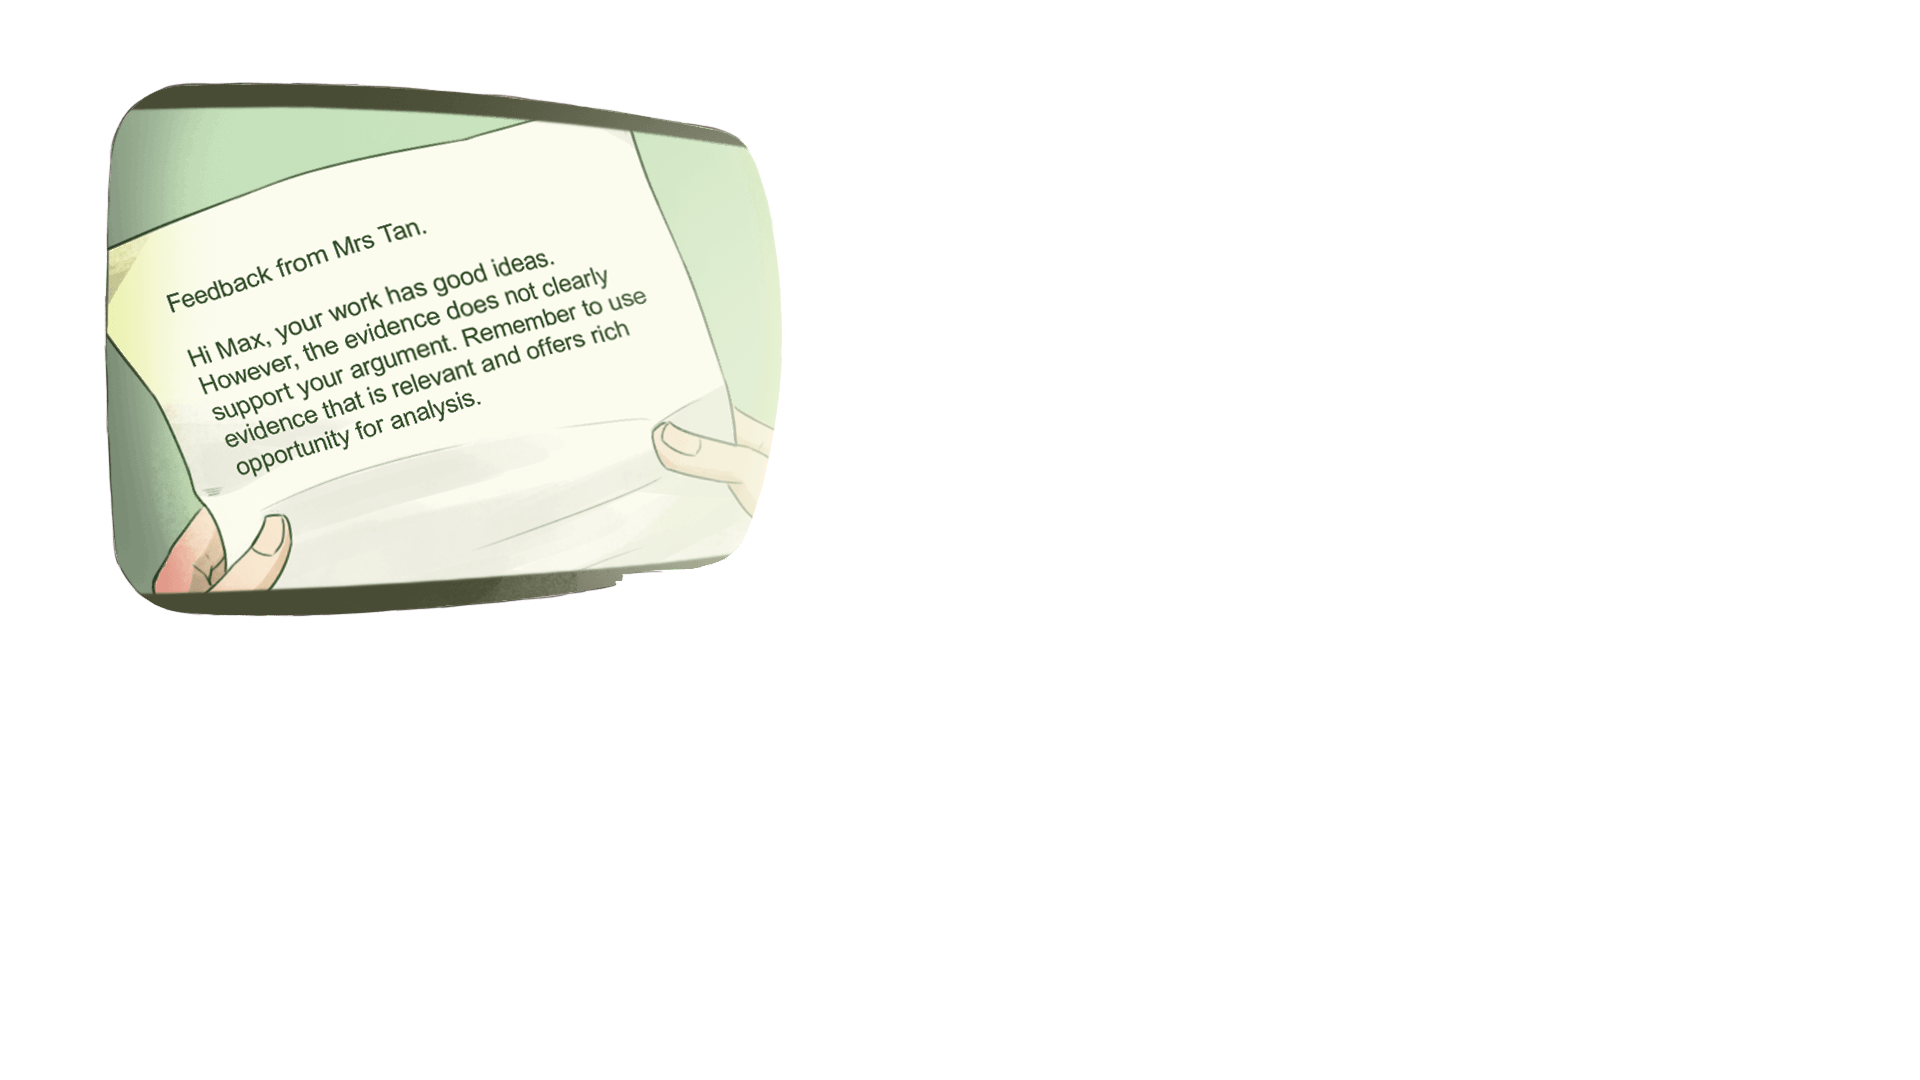 Feedback from Mrs Tan.
Hi Max, your work has good ideas.
However, the evidence does not clearly
support your argument. Remember to use
evidence that is relevant and offers rich
opportunity for analysis.